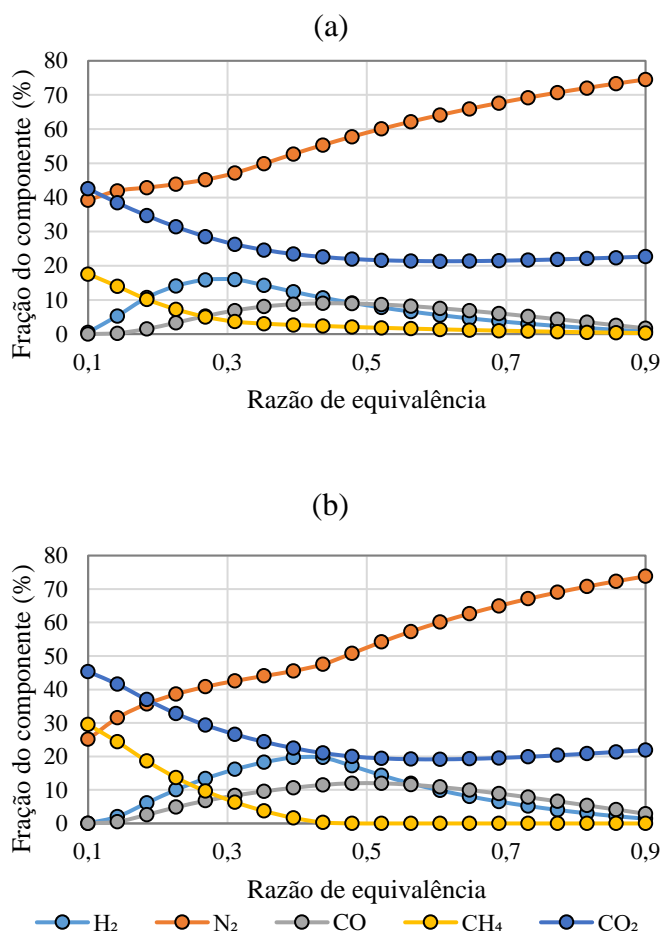 (a)
Fração do componente (%)
80
70
60
50
40
30
20
10
0
0,1 0,3 0,5 0,7 0,9
Razão de equivalência
(b)
Fração do componente (%)
80
70
60
50
40
30
20
10
0
0,1 0,3 0,5 0,7 0,9
Razão de equivalência
H₂ N₂ CO CH₄ CO₂